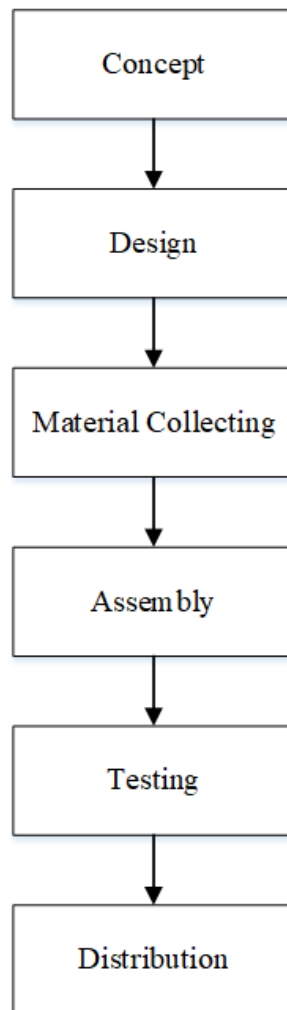 Concept
Design
Material Collecting
Assembly
Testing
Distribution